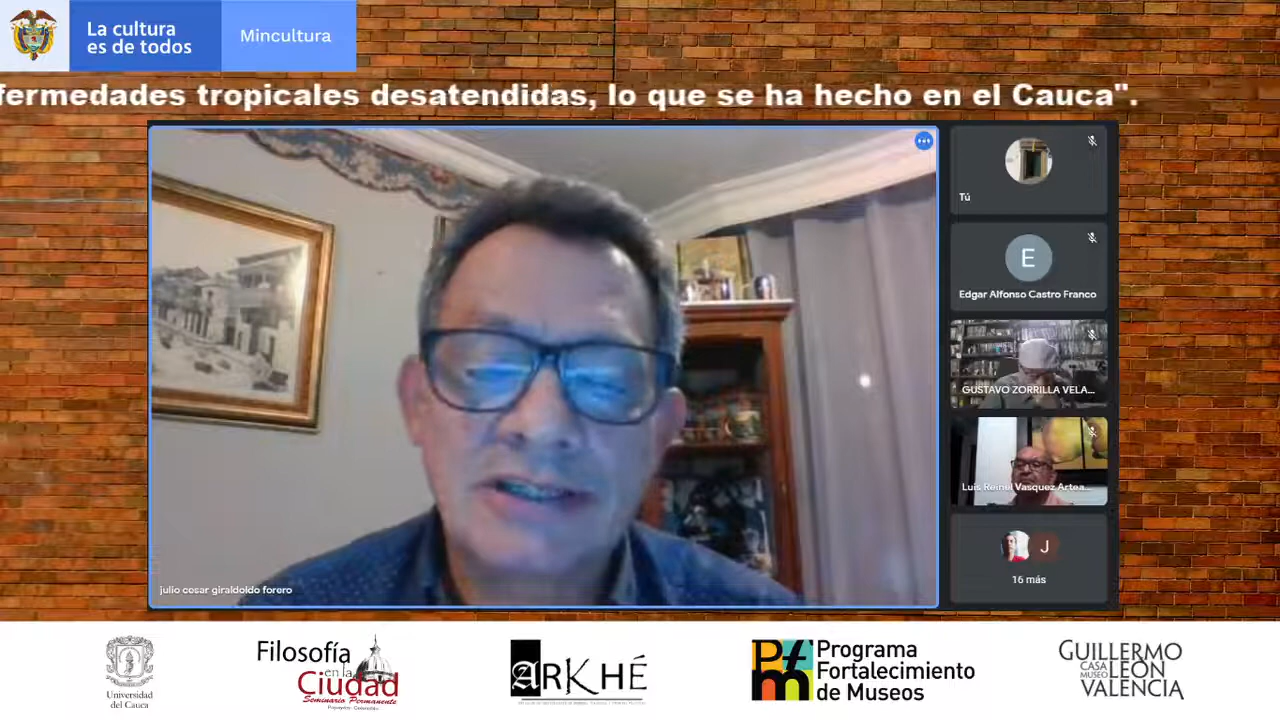 La cultura
es de todos
Mincultura
fermedades tropicales desatendidas, lo que se ha hecho en el Cauca".
Tú
E
Edgar Alfonso Castro Franco
GUSTAVO ZORRILLA VELA...
Luis Reinel Vasquez Artea...
J
16 más
julio cesar giraldoldo forero
Universidad
del Cauca
Filosofía
en la
Ciudad
Seminario Permanente
ARKHÉ
Pfm
Programa
Fortalecimiento
de Museos
GUILLERMO
CASA
MUSEO
LEÓN
VALENCIA